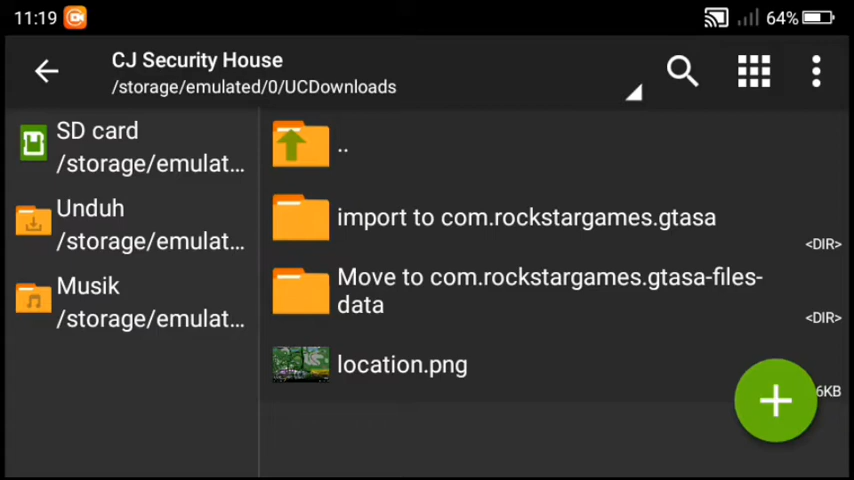 11:19
64%
CJ Security House
/storage/emulated/0/UCDownloads
SD card
/storage/emulat...
Unduh
/storage/emulat...
Musik
/storage/emulat...
..
import to com.rockstargames.gtasa
<DIR>
Move to com.rockstargames.gtasa-files-
data
<DIR>
location.png
6KB